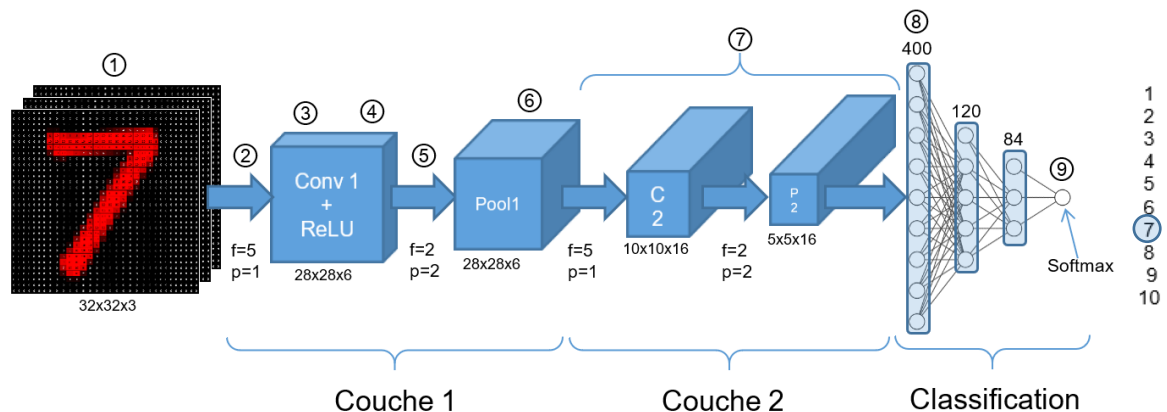 ①
32x32x3
②
f=5
p=1
③
④
Conv 1
+
ReLU
28x28x6
⑤
f=2
p=2
⑥
Pool1
28x28x6
f=5
p=1
⑦
C
2
10x10x16
f=2
p=2
P
2
5x5x16
⑧
400
120
84
⑨
Softmax
1
2
3
4
5
6
7
8
9
10
Couche 1
Couche 2
Classification